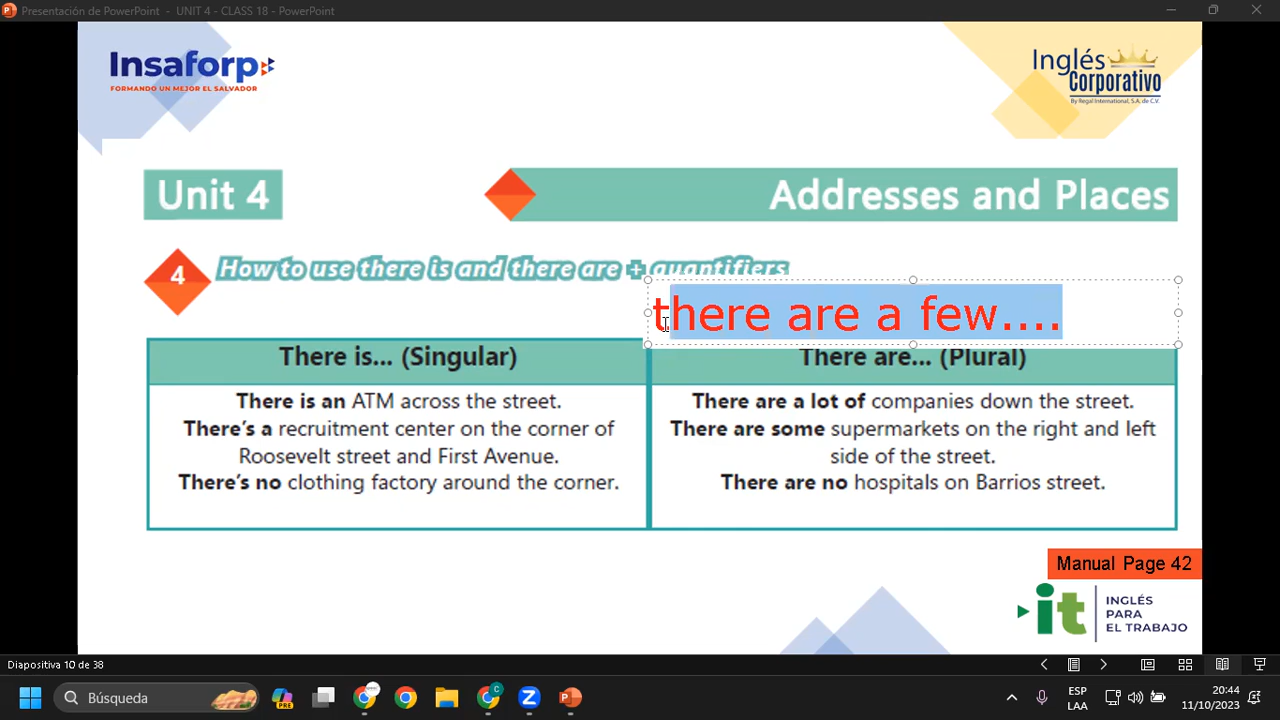 Presentación de PowerPoint - UNIT 4 - CLASS 18 - PowerPoint
Insaforp
FORMANDO UN MEJOR EL SALVADOR
Inglés
Corporativo
By Regal International, S.A. de C.V.
Unit 4
Addresses and Places
4
How to use there is and there are + quantifiers
there are a few....
There is... (Singular)
There are... (Plural)
There is an ATM across the street.
There's a recruitment center on the corner of
Roosevelt street and First Avenue.
There's no clothing factory around the corner.
There are a lot of companies down the street.
There are some supermarkets on the right and left
side of the street.
There are no hospitals on Barrios street.
Manual Page 42
it
INGLÉS
PARA
EL TRABAJO
Diapositiva 10 de 38
Búsqueda
PRE
ESP
LAA
20:44
11/10/2023